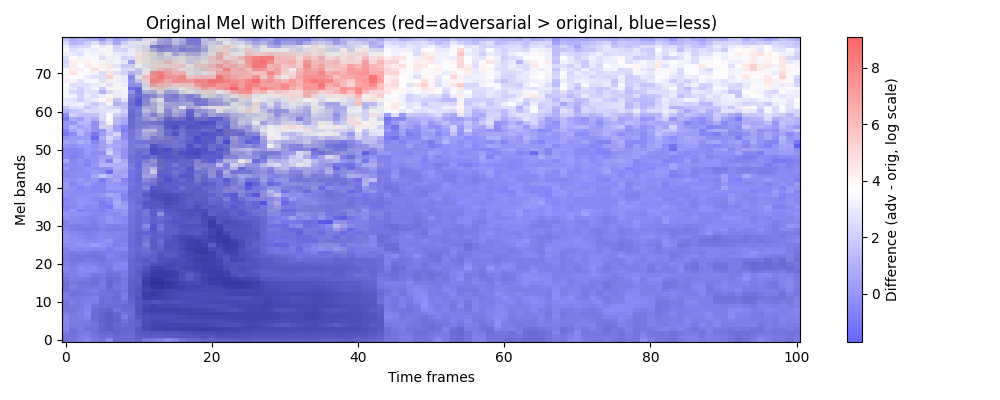 Original Mel with Differences (red=adversarial > original, blue=less)
70
60
50
40
30
20
10
0
Mel bands
0 20 40 60 80 100
Time frames
8
6
4
2
0
Difference (adv - orig, log scale)